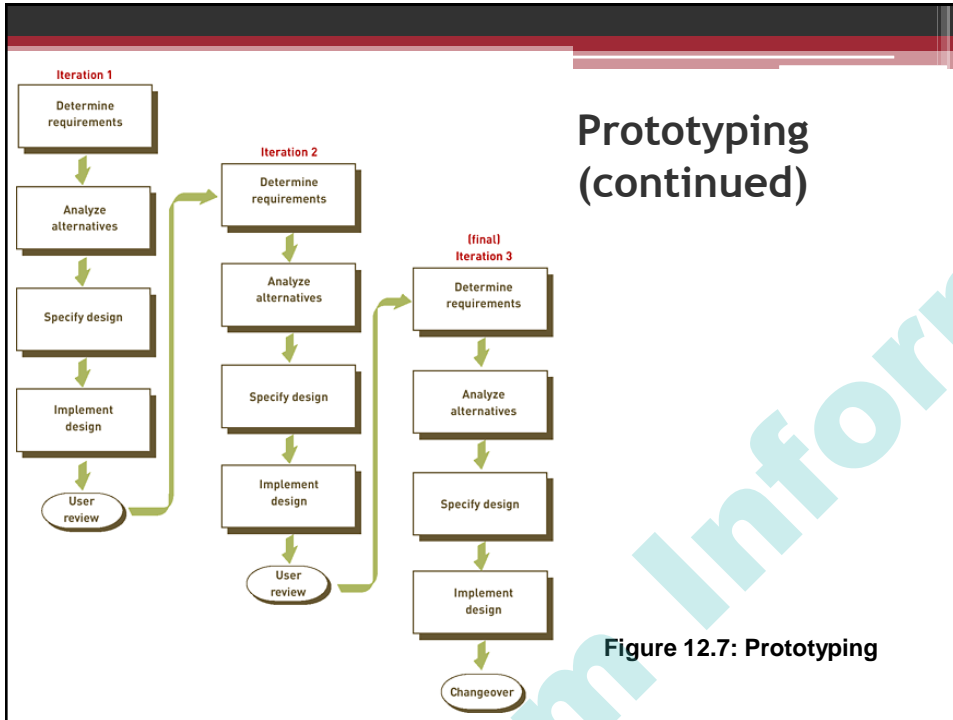 Prototyping
(continued)
Iteration 1
Determine
requirements
Analyze
alternatives
Specify design
Implement
design
User
review
Iteration 2
Determine
requirements
Analyze
alternatives
Specify design
Implement
design
User
review
(final)
Iteration 3
Determine
requirements
Analyze
alternatives
Specify design
Implement
design
Changeover
Figure 12.7: Prototyping
m Inform